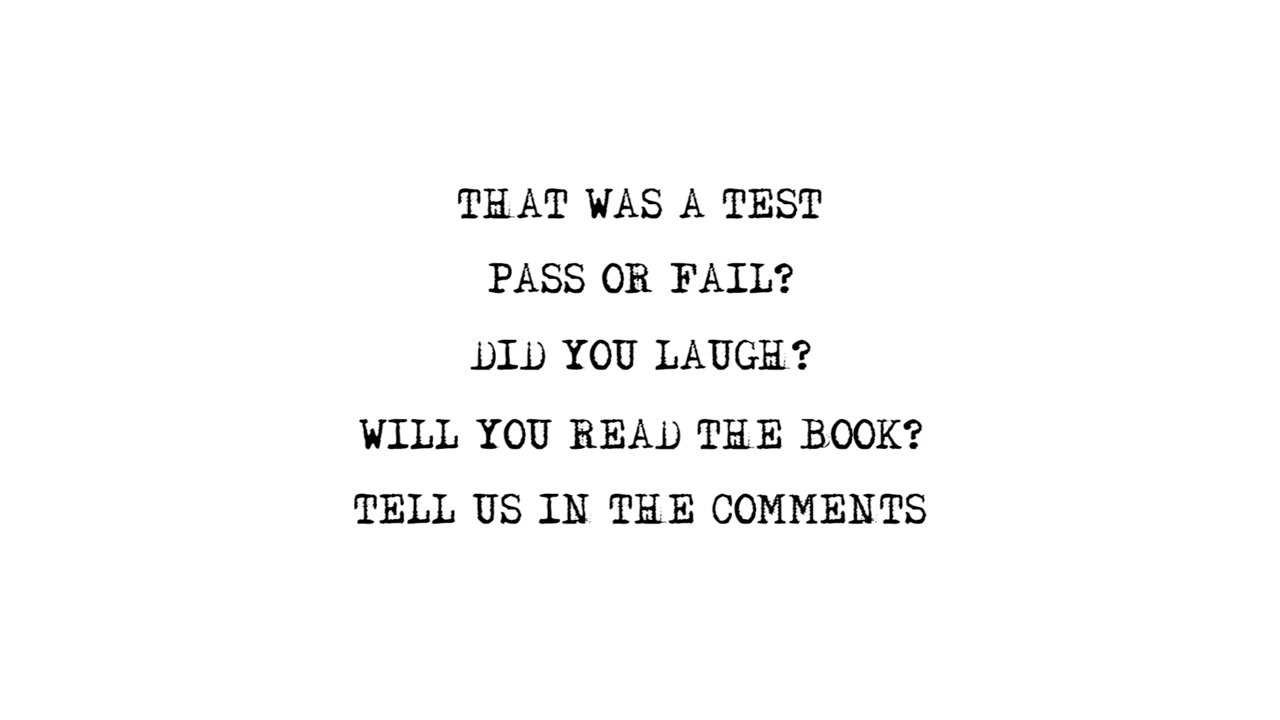 THAT WAS A TEST
PASS OR FAIL?
DID YOU LAUGH?
WILL YOU READ THE BOOK?
TELL US IN THE COMMENTS